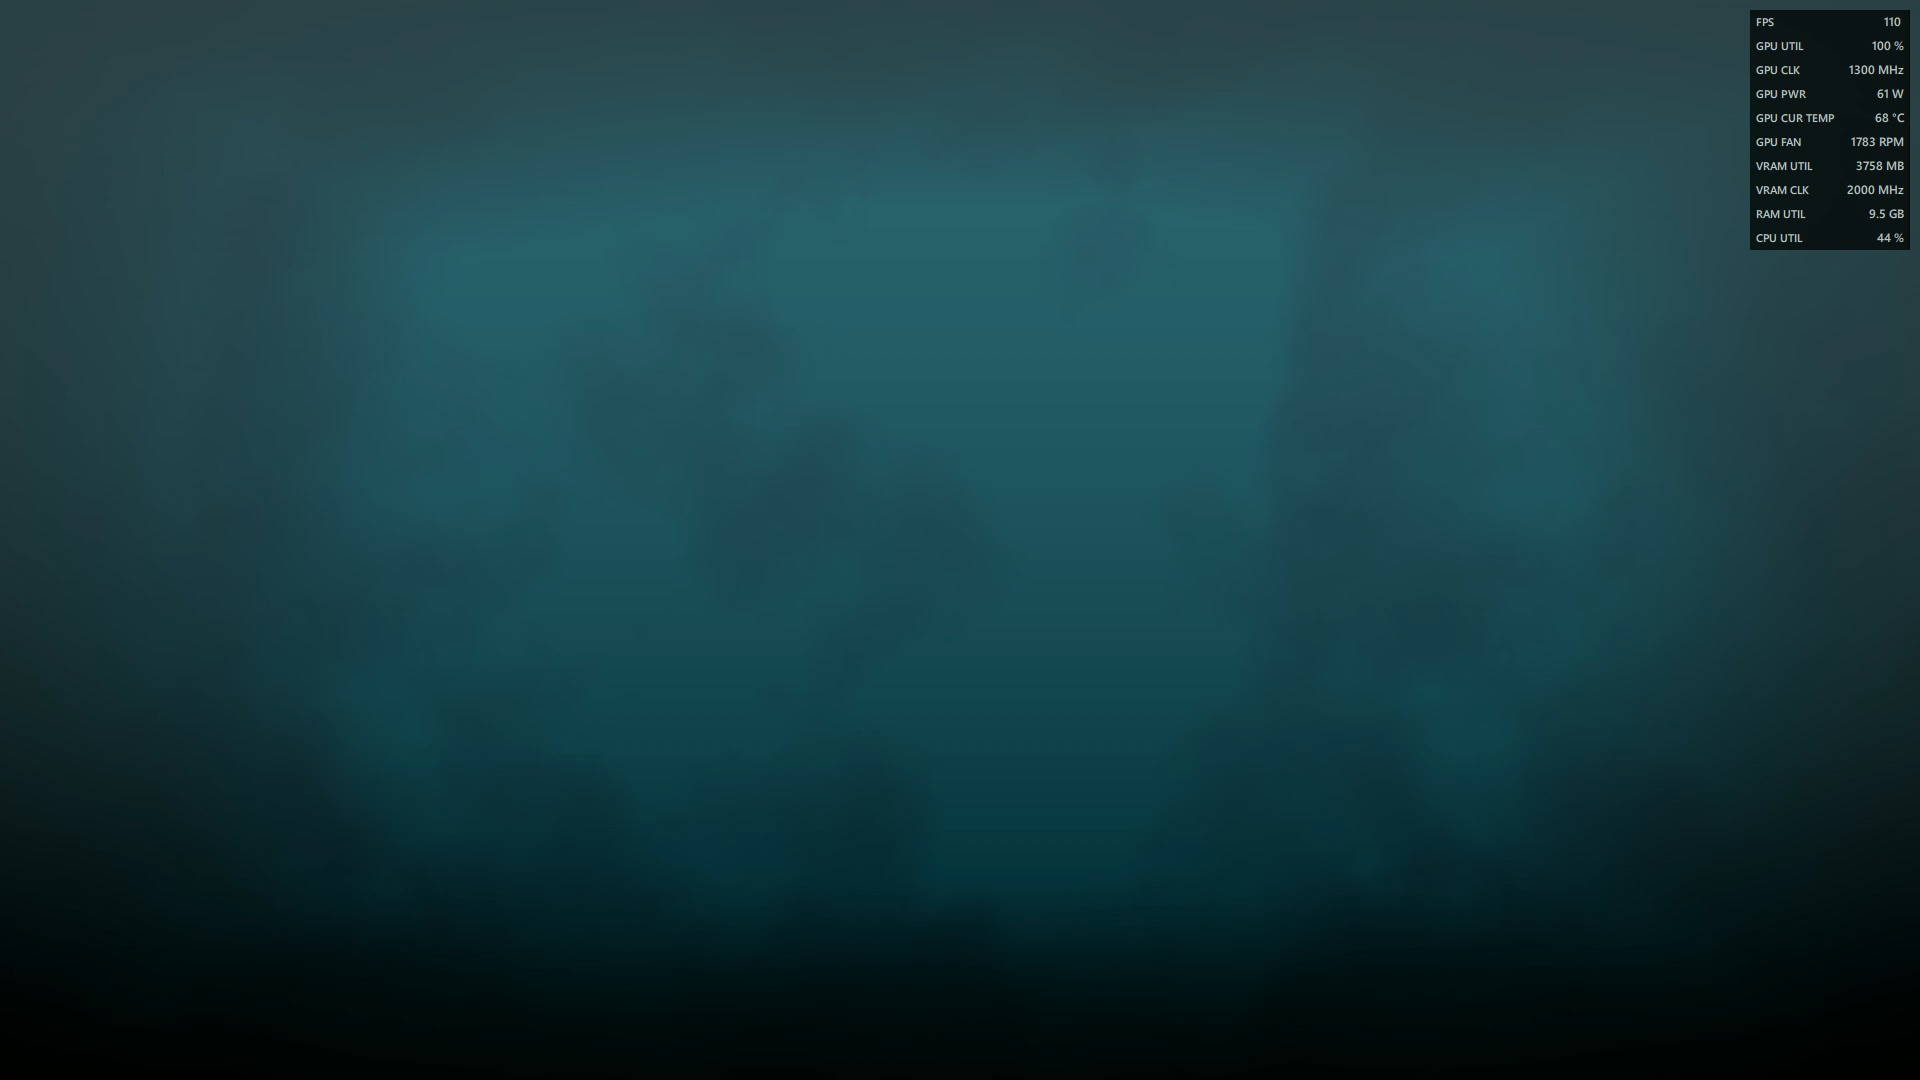 FPS 110
GPU UTIL 100 %
GPU CLK 1300 MHz
GPU PWR 61 W
GPU CUR TEMP 68 °C
GPU FAN 1783 RPM
VRAM UTIL 3758 MB
VRAM CLK 2000 MHz
RAM UTIL 9.5 GB
CPU UTIL 44 %